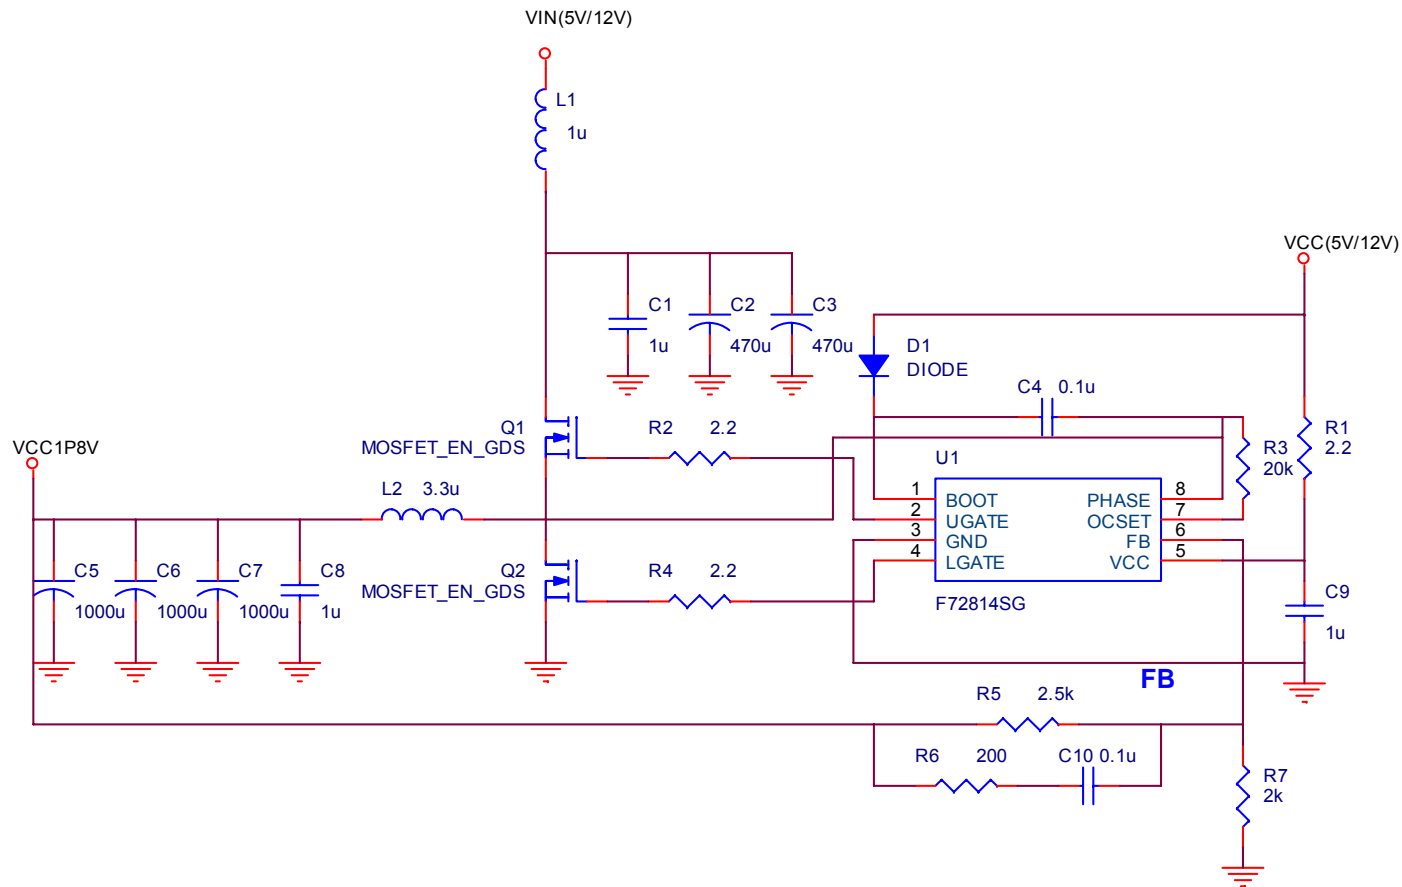 VIN(5V/12V)
L1
1u
VCC(5V/12V)
C1
C2
C3
1u
470u
470u
D1
DIODE
C4 0.1u
Q1
MOSFET_EN_GDS
R2 2.2
R3
20k
R1
2.2
VCC1P8V
L2 3.3u
U1
1 BOOT PHASE 8
2 UGATE OCSET 7
3 GND FB 6
4 LGATE VCC 5
F72814SG
C5
1000u
C6
1000u
C7
1000u
C8
1u
Q2
MOSFET_EN_GDS
R4 2.2
C9
1u
FB
R5 2.5k
R6 200
C10 0.1u
R7
2k